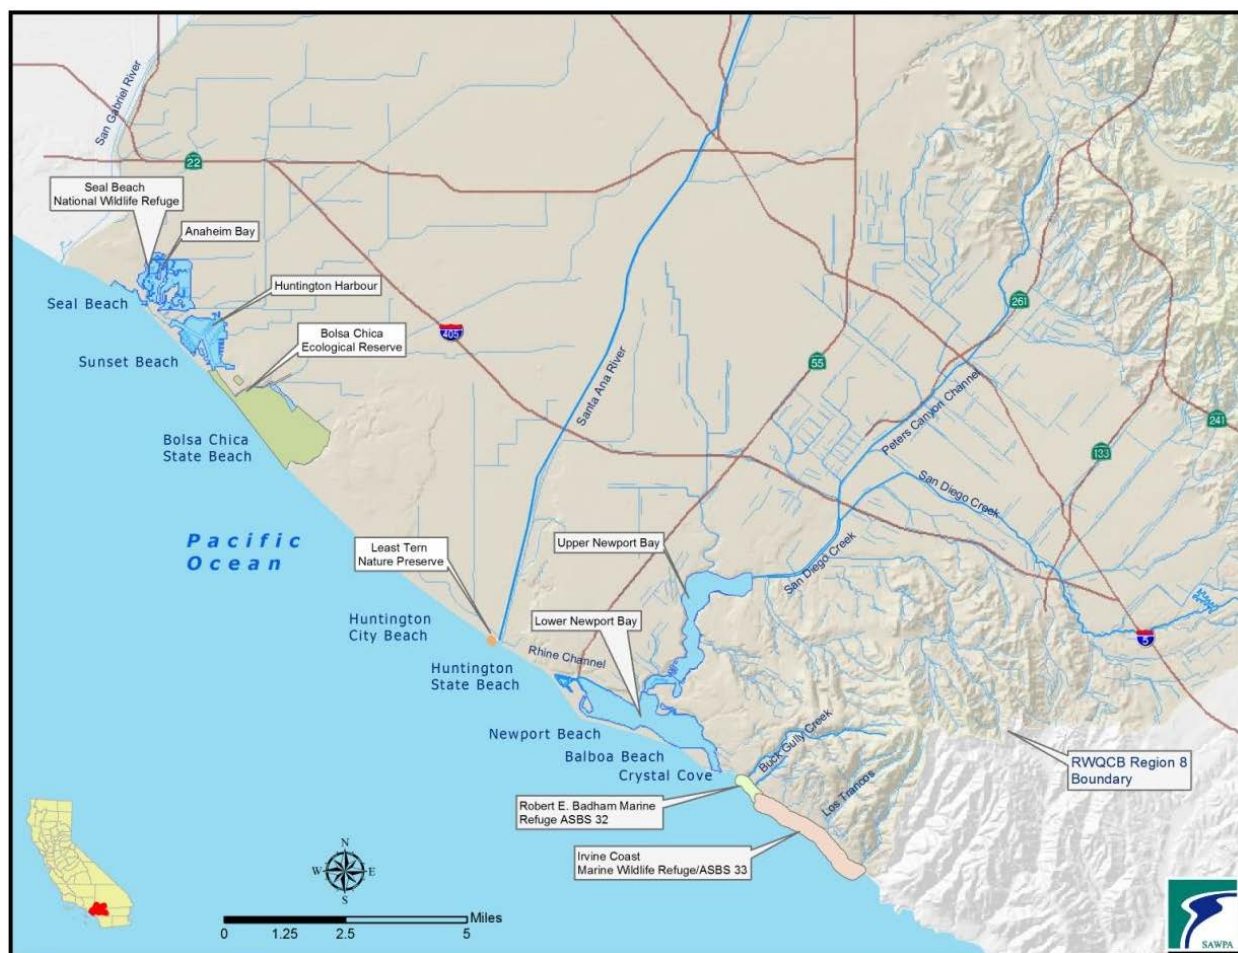 San Gabriel River
22
Seal Beach
National Wildlife Refuge
Anaheim Bay
Huntington Harbour
Seal Beach
Bolsa Chica
Ecological Reserve
Sunset Beach
405
261
55
Santa Ana River
Peters Canyon Channel
241
133
Bolsa Chica
State Beach
San Diego Creek
Pacific
Ocean
Least Tern
Nature Preserve
Upper Newport Bay
San Diego Creek
Huntington
City Beach
Lower Newport Bay
5
Rhine Channel
Huntington
State Beach
Newport Beach
Balboa Beach
Crystal Cove
Buck Gully Creek
RWQCB Region 8
Boundary
Los Trancos
Robert E. Badham Marine
Refuge ASBS 32
Irvine Coast
Marine Wildlife Refuge/ASBS 33
N
W E
S
Miles
0 1.25 2.5 5
SAWPA